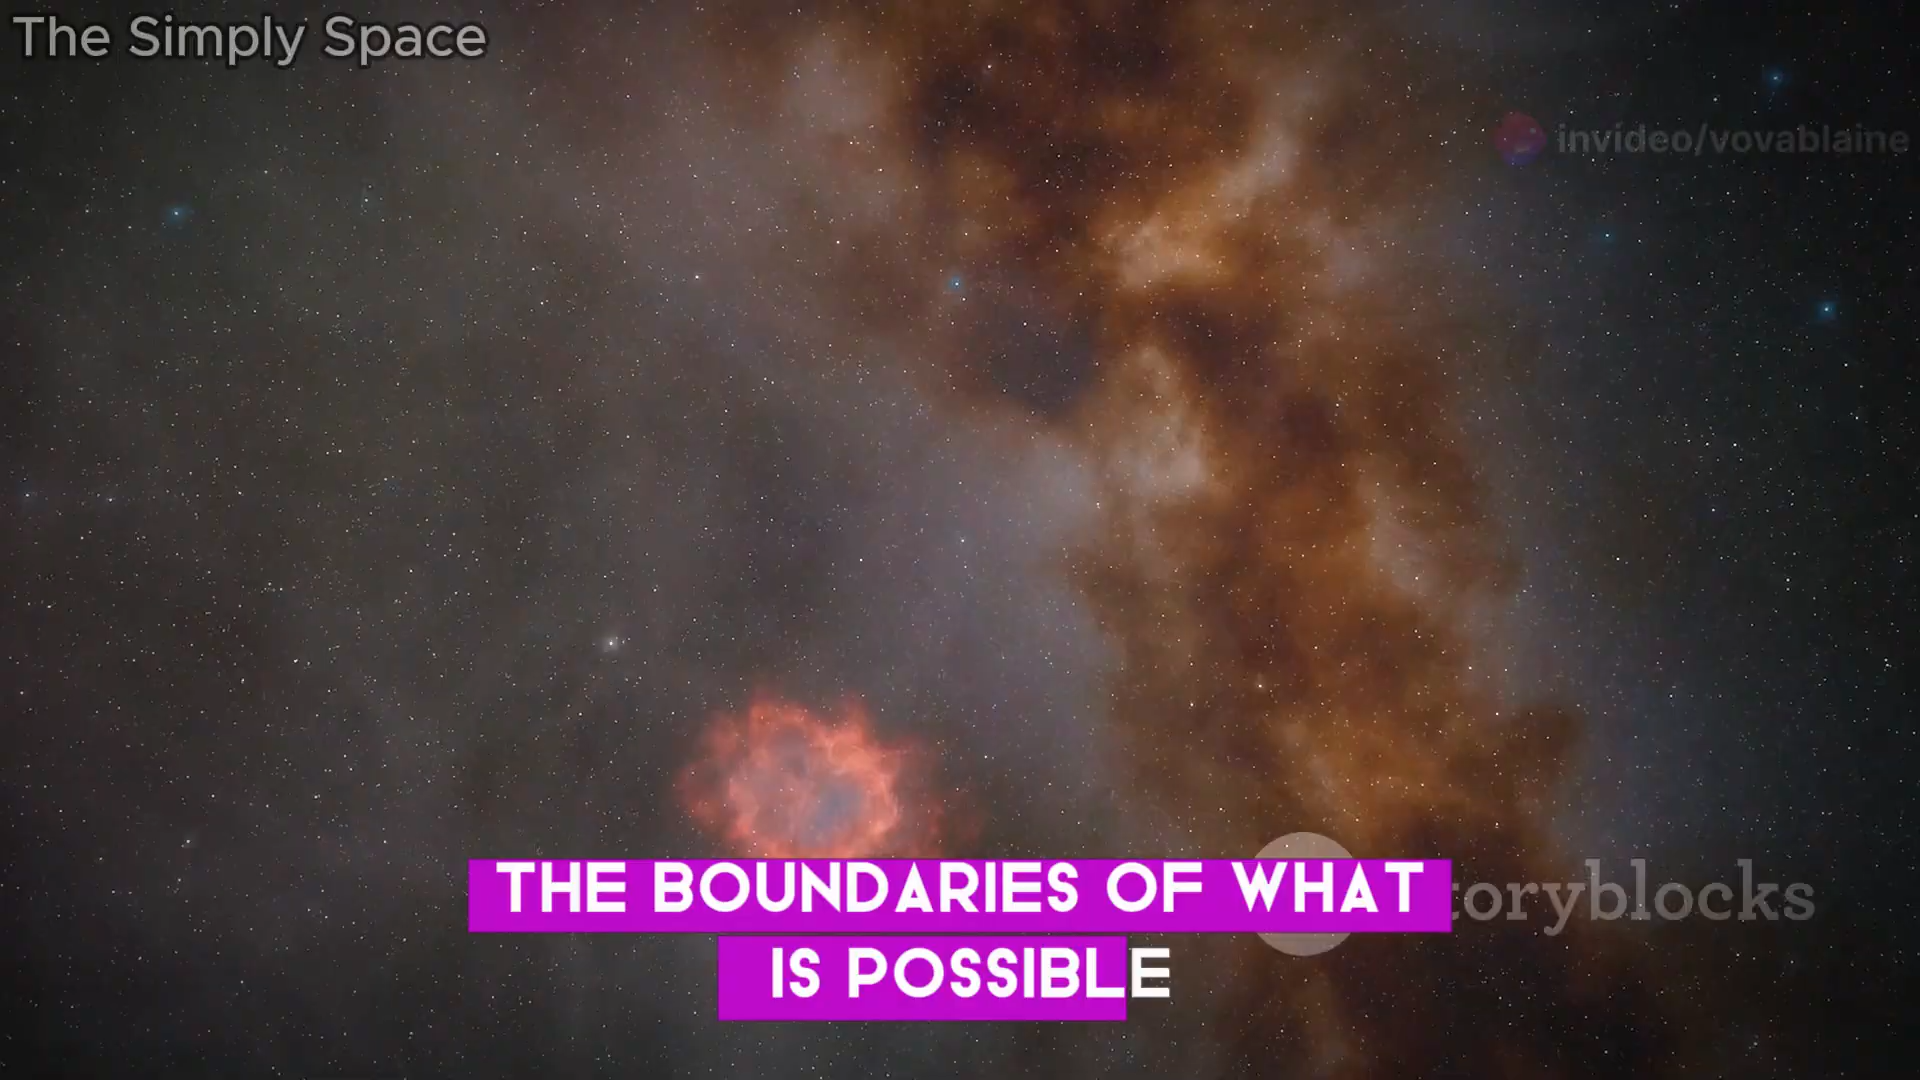 The Simply Space
invideo/vovablaine
THE BOUNDARIES OF WHAT
toryblocks
IS POSSIBLE